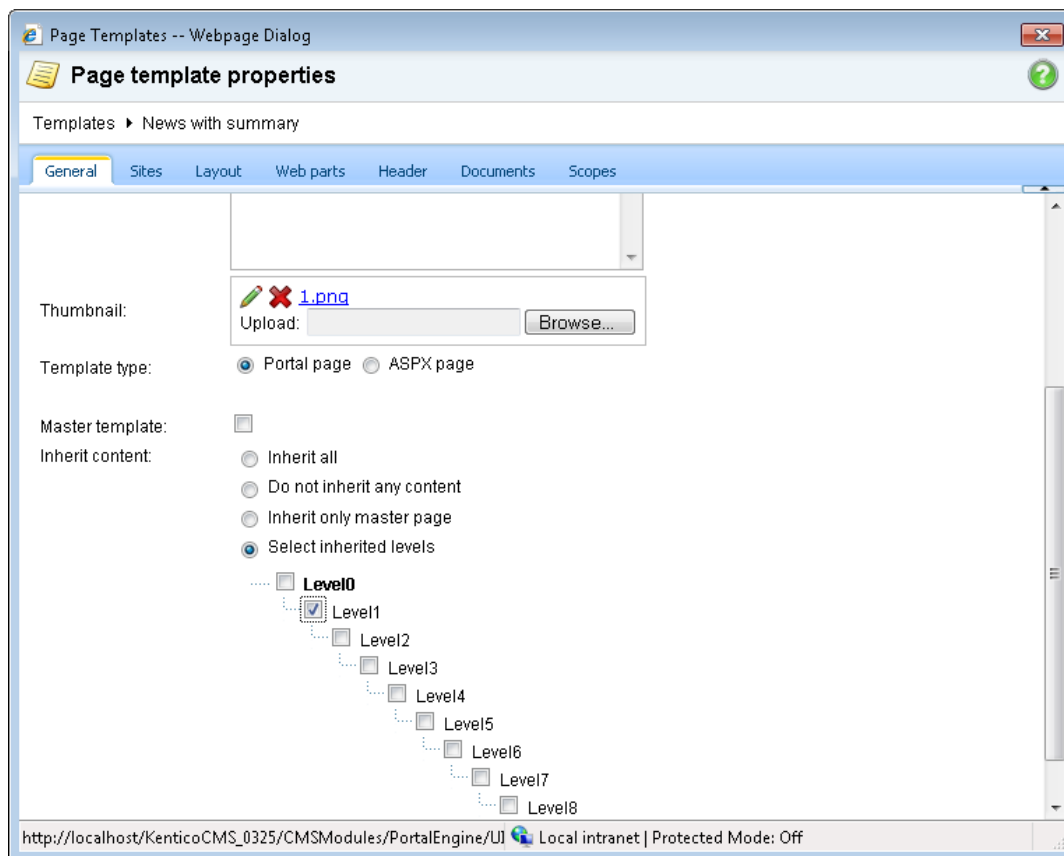 Page Templates -- Webpage Dialog
Page template properties
Templates ▸ News with summary
General Sites Layout Web parts Header Documents Scopes
Thumbnail: 1.png
Upload: Browse...
Template type: Portal page ASPX page
Master template:
Inherit content: Inherit all
Do not inherit any content
Inherit only master page
Select inherited levels
Level0
Level1
Level2
Level3
Level4
Level5
Level6
Level7
Level8
http://localhost/KenticoCMS_0325/CMSModules/PortalEngine/UI Local intranet | Protected Mode: Off